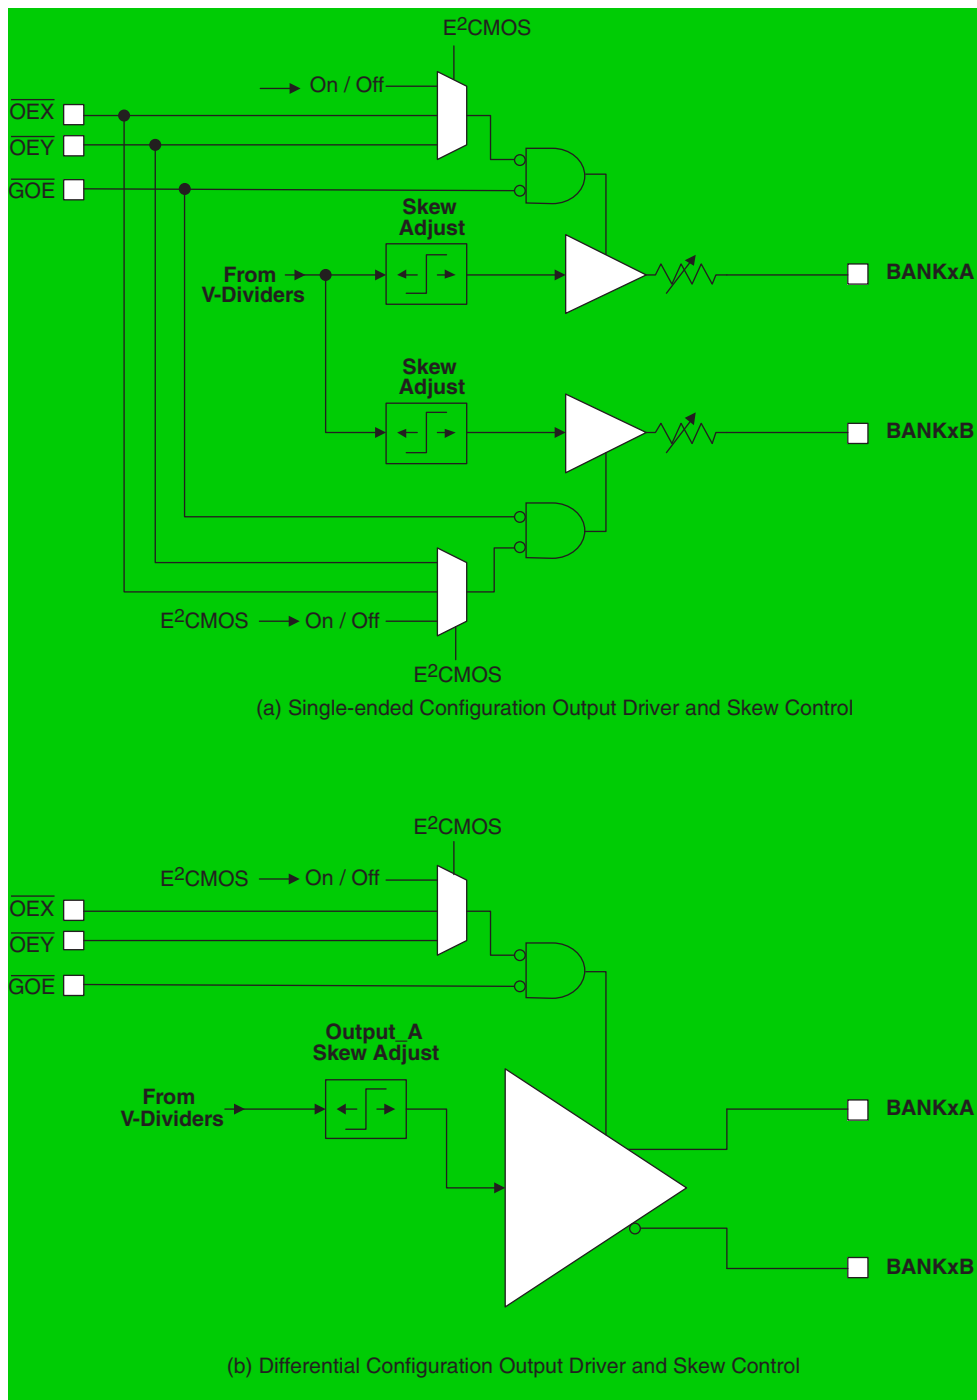 E²CMOS
On / Off
OEX
OEY
GOE
Skew
Adjust
From
V-Dividers
BANKxA
Skew
Adjust
BANKxB
E²CMOS On / Off
E²CMOS
(a) Single-ended Configuration Output Driver and Skew Control
E²CMOS
E²CMOS On / Off
OEX
OEY
GOE
Output_A
Skew Adjust
From
V-Dividers
BANKxA
BANKxB
(b) Differential Configuration Output Driver and Skew Control